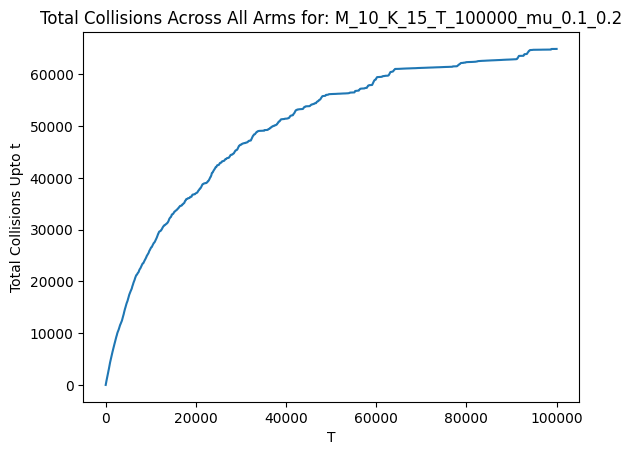 Total Collisions Across All Arms for: M_10_K_15_T_100000_mu_0.1_0.2
Total Collisions Upto t
60000
50000
40000
30000
20000
10000
0
0 20000 40000 60000 80000 100000
T